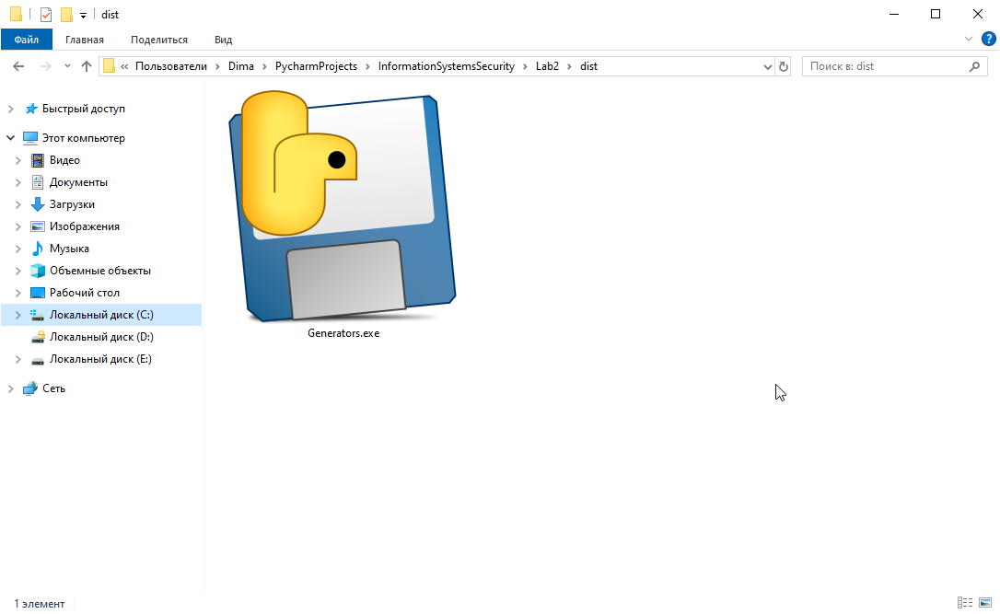 dist
Файл Главная Поделиться Вид
« Пользователи › Dima › PycharmProjects › InformationSystemsSecurity › Lab2 › dist
Поиск в: dist
Быстрый доступ
Этот компьютер
Видео
Документы
Загрузки
Изображения
Музыка
Объемные объекты
Рабочий стол
Локальный диск (C:)
Локальный диск (D:)
Локальный диск (E:)
Сеть
Generators.exe
1 элемент